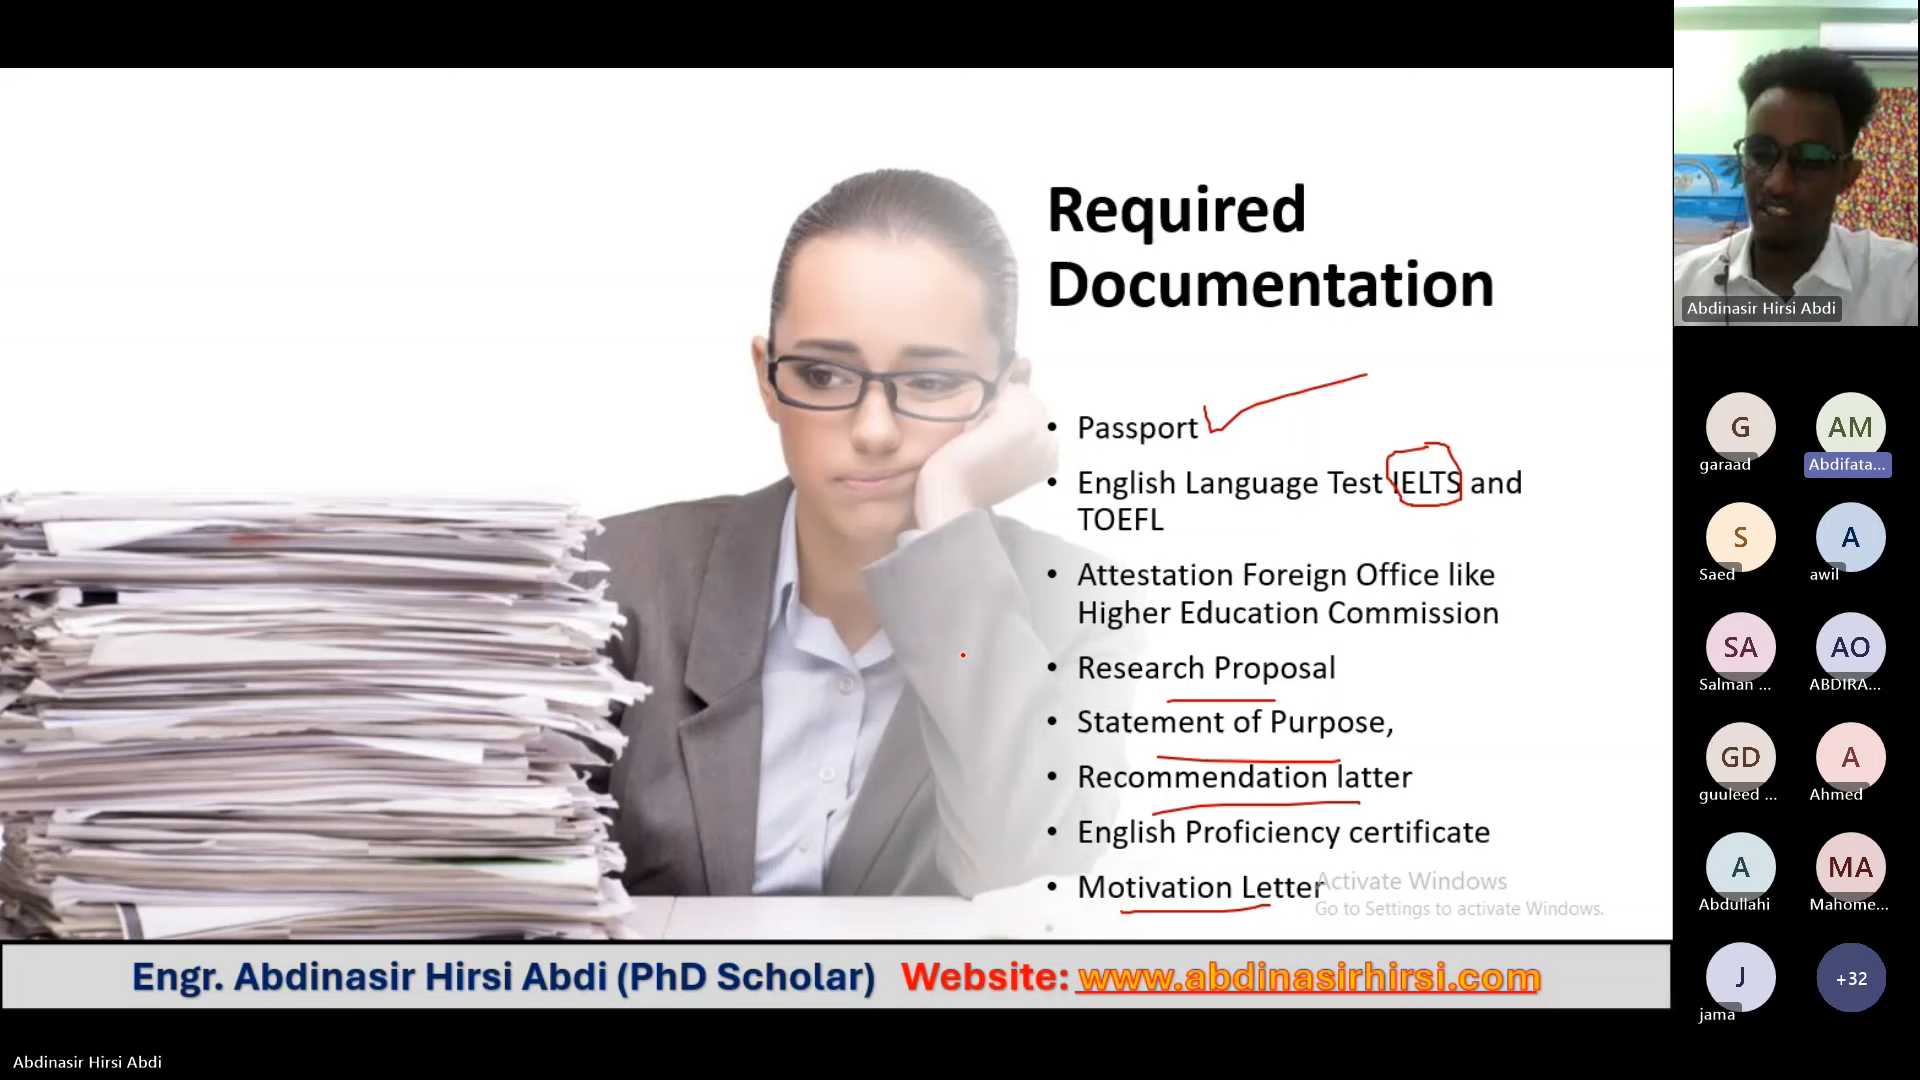 Required
Documentation
• Passport
• English Language Test IELTS and
TOEFL
• Attestation Foreign Office like
Higher Education Commission
• Research Proposal
• Statement of Purpose,
• Recommendation latter
• English Proficiency certificate
• Motivation Letter
Activate Windows
Go to Settings to activate Windows.
Engr. Abdinasir Hirsi Abdi (PhD Scholar) Website: www.abdinasirhirsi.com
Abdinasir Hirsi Abdi
Abdinasir Hirsi Abdi
G
garaad
AM
Abdifata...
S
Saed
A
awil
SA
Salman ...
AO
ABDIRA...
GD
guuleed ...
A
Ahmed
A
Abdullahi
MA
Mahome...
J
jama
+32